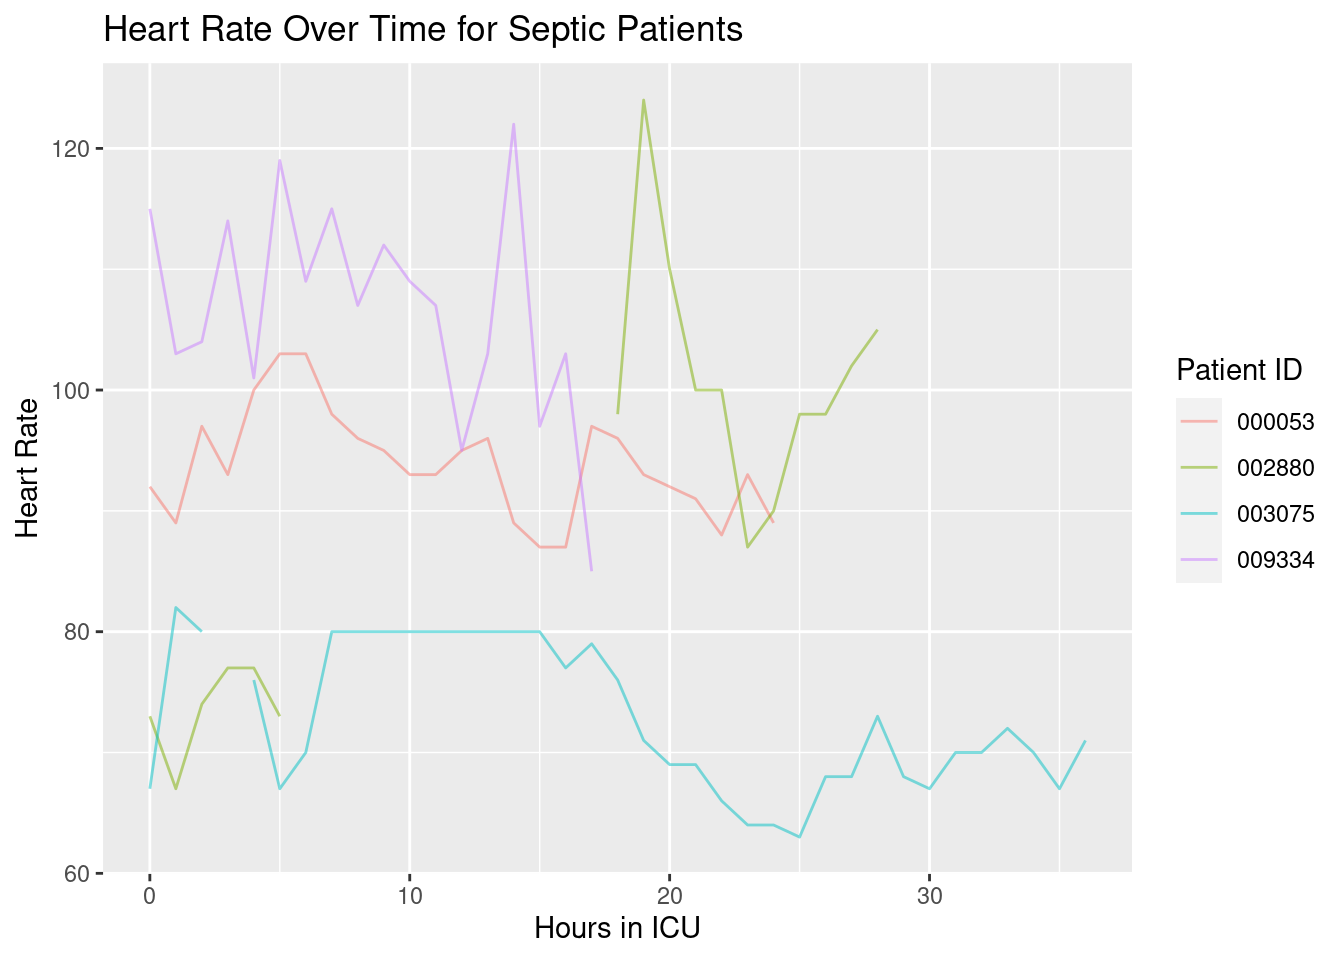 Heart Rate Over Time for Septic Patients
Heart Rate
120
100
80
60
0 10 20 30
Hours in ICU
Patient ID
000053
002880
003075
009334